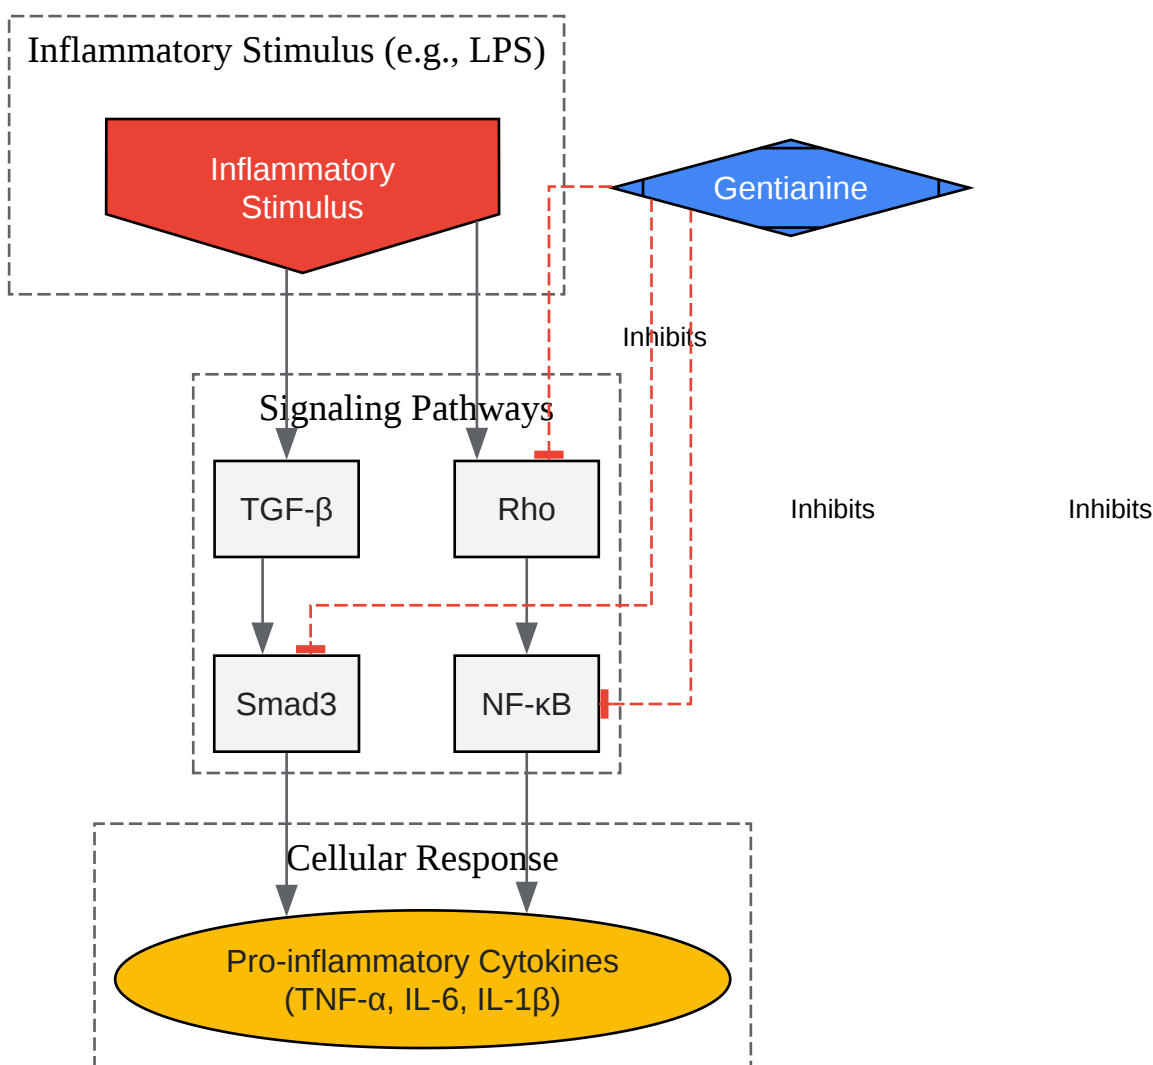 Inflammatory Stimulus (e.g., LPS)
Inflammatory
Stimulus
Gentianine
Inhibits
Signaling Pathways
TGF-β
Rho
Inhibits
Inhibits
Smad3
NF-κB
Cellular Response
Pro-inflammatory Cytokines
(TNF-α, IL-6, IL-1β)